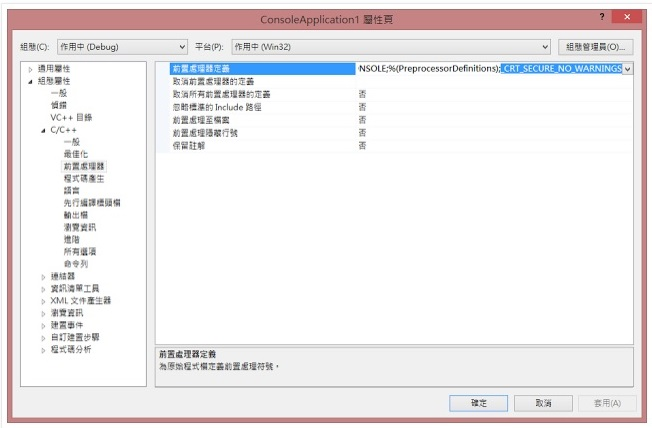 ConsoleApplication1 屬性頁
組態(C): 作用中 (Debug) 平台(P): 作用中 (Win32) 組態管理員(O)...
通用屬性
組態屬性
一般
偵錯
VC++ 目錄
C/C++
一般
最佳化
前置處理器
程式碼產生
語言
先行編譯標頭檔
輸出檔
瀏覽資訊
進階
所有選項
命令列
連結器
資訊清單工具
XML 文件產生器
瀏覽資訊
建置事件
自訂建置步驟
程式碼分析
前置處理器定義 NSOLE;%(PreprocessorDefinitions);_CRT_SECURE_NO_WARNINGS
取消前置處理器的定義
取消所有前置處理器的定義 否
忽略標準的 Include 路徑 否
前置處理至檔案 否
前置處理隱藏行號 否
保留註解 否
前置處理器定義
為原始程式檔定義前置處理符號。
確定 取消 套用(A)